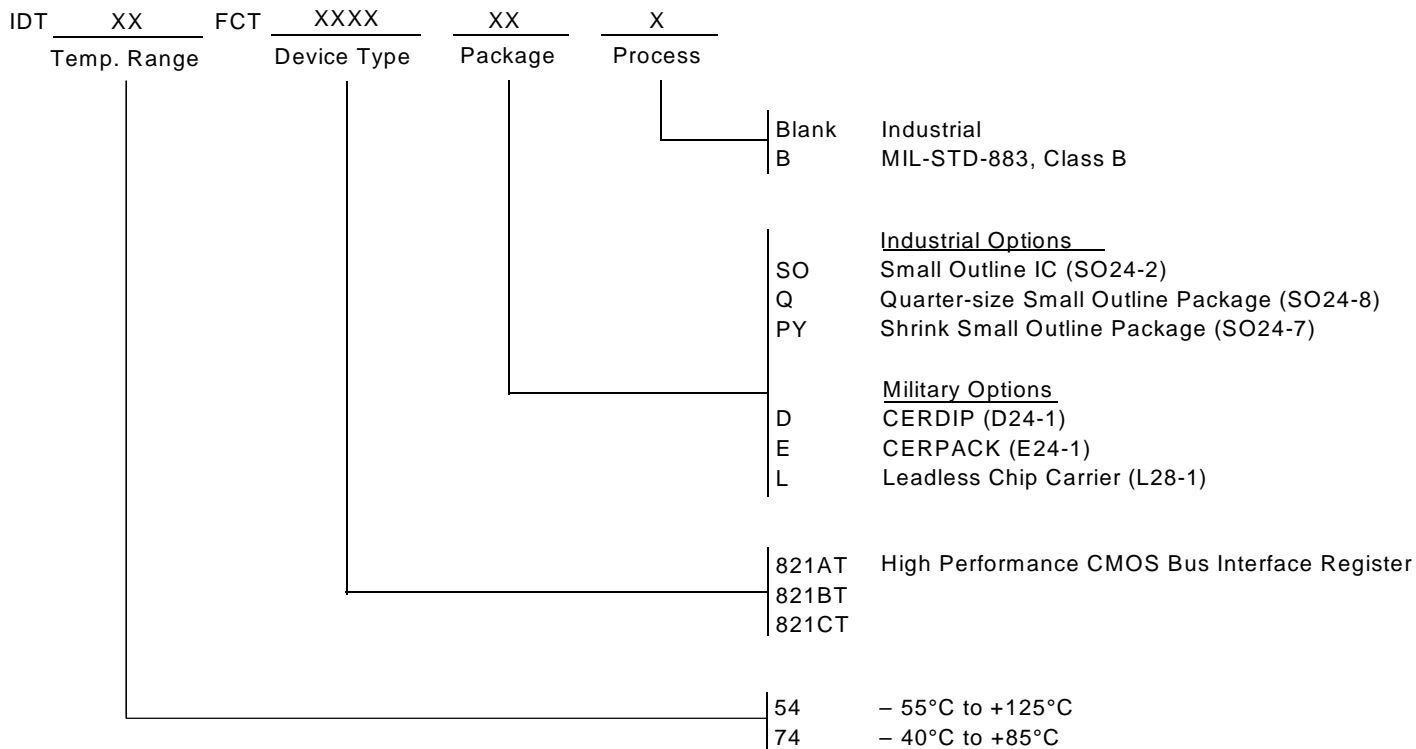 IDT XX FCT XXXX XX X
Temp. Range Device Type Package Process
Blank Industrial
B MIL-STD-883, Class B
Industrial Options
SO Small Outline IC (SO24-2)
Q Quarter-size Small Outline Package (SO24-8)
PY Shrink Small Outline Package (SO24-7)
Military Options
D CERDIP (D24-1)
E CERPACK (E24-1)
L Leadless Chip Carrier (L28-1)
821AT High Performance CMOS Bus Interface Register
821BT
821CT
54 – 55°C to +125°C
74 – 40°C to +85°C